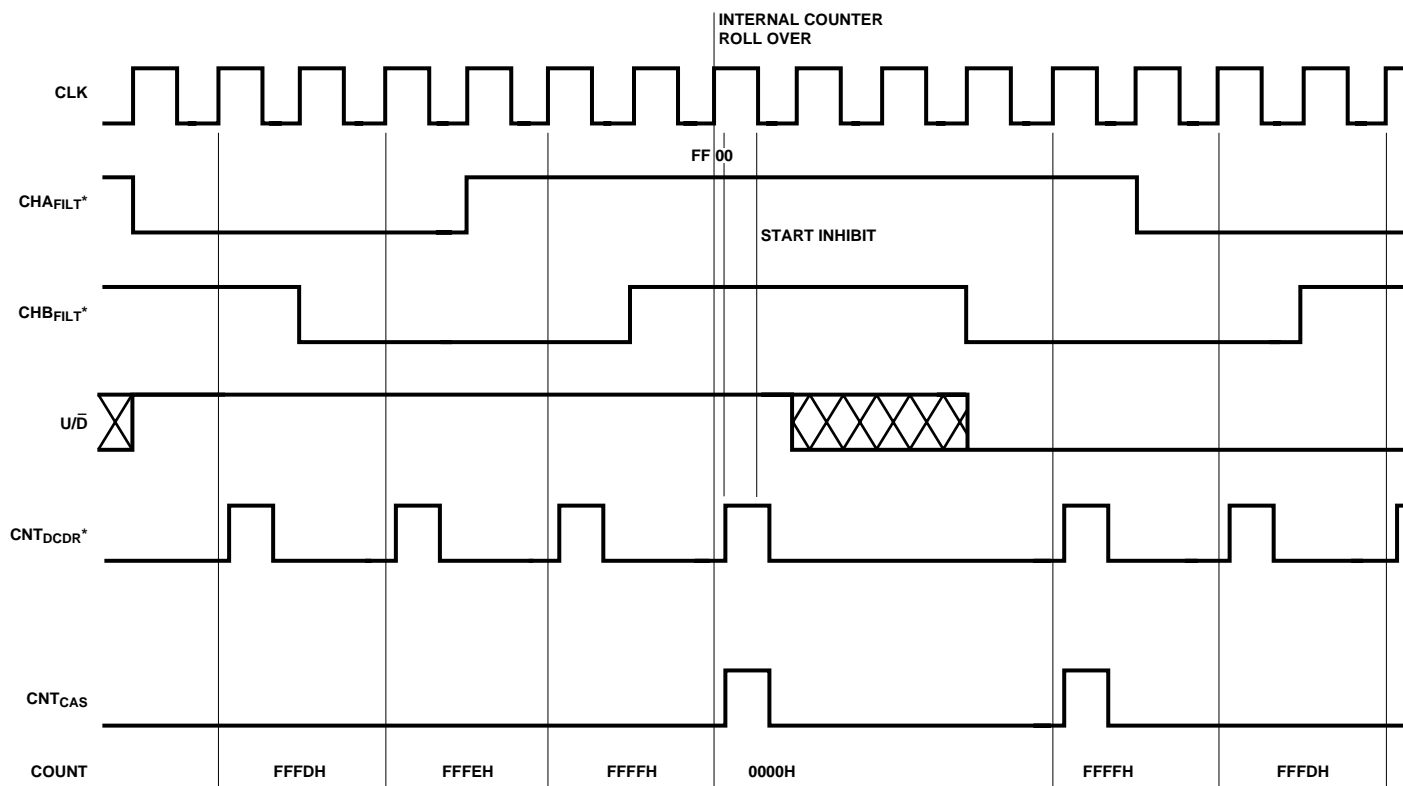 INTERNAL COUNTER
ROLL OVER
CLK
FF 00
CHAFILT*
START INHIBIT
CHBFILT*
U/D̅
CNTDCDR*
CNTCAS
COUNT FFFDH FFFEH FFFFH 0000H FFFFH FFFDH